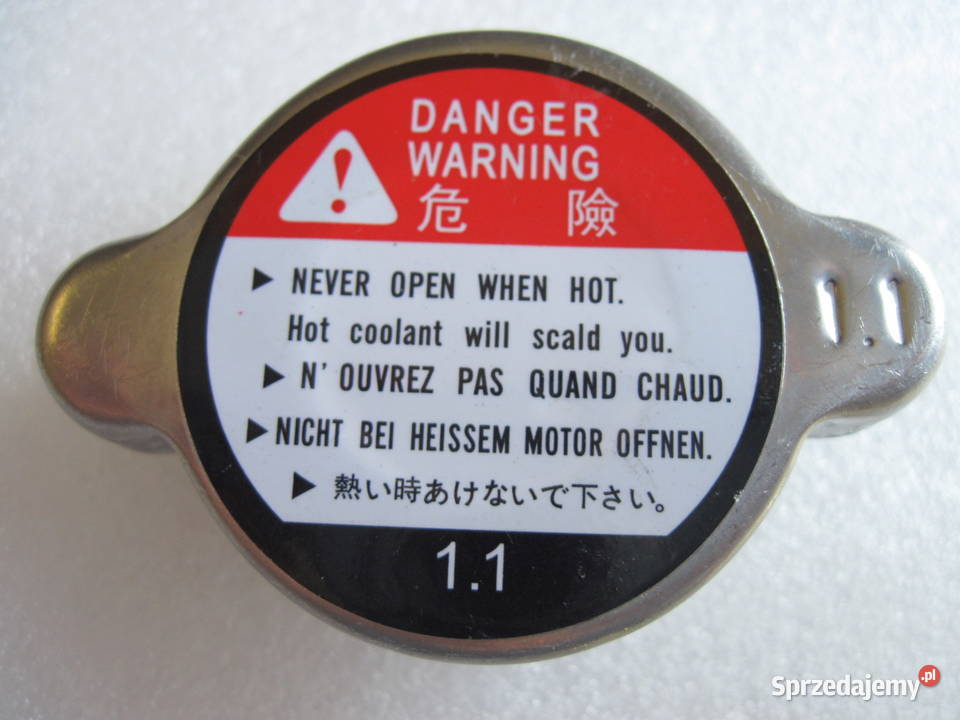 DANGER
WARNING
危 險
▶ NEVER OPEN WHEN HOT.
Hot coolant will scald you.
▶ N'OUVREZ PAS QUAND CHAUD.
▶ NICHT BEI HEISSEM MOTOR OFFNEN.
▶ 熱い時あけないで下さい。
1.1
1.1
Sprzedajemy.pl